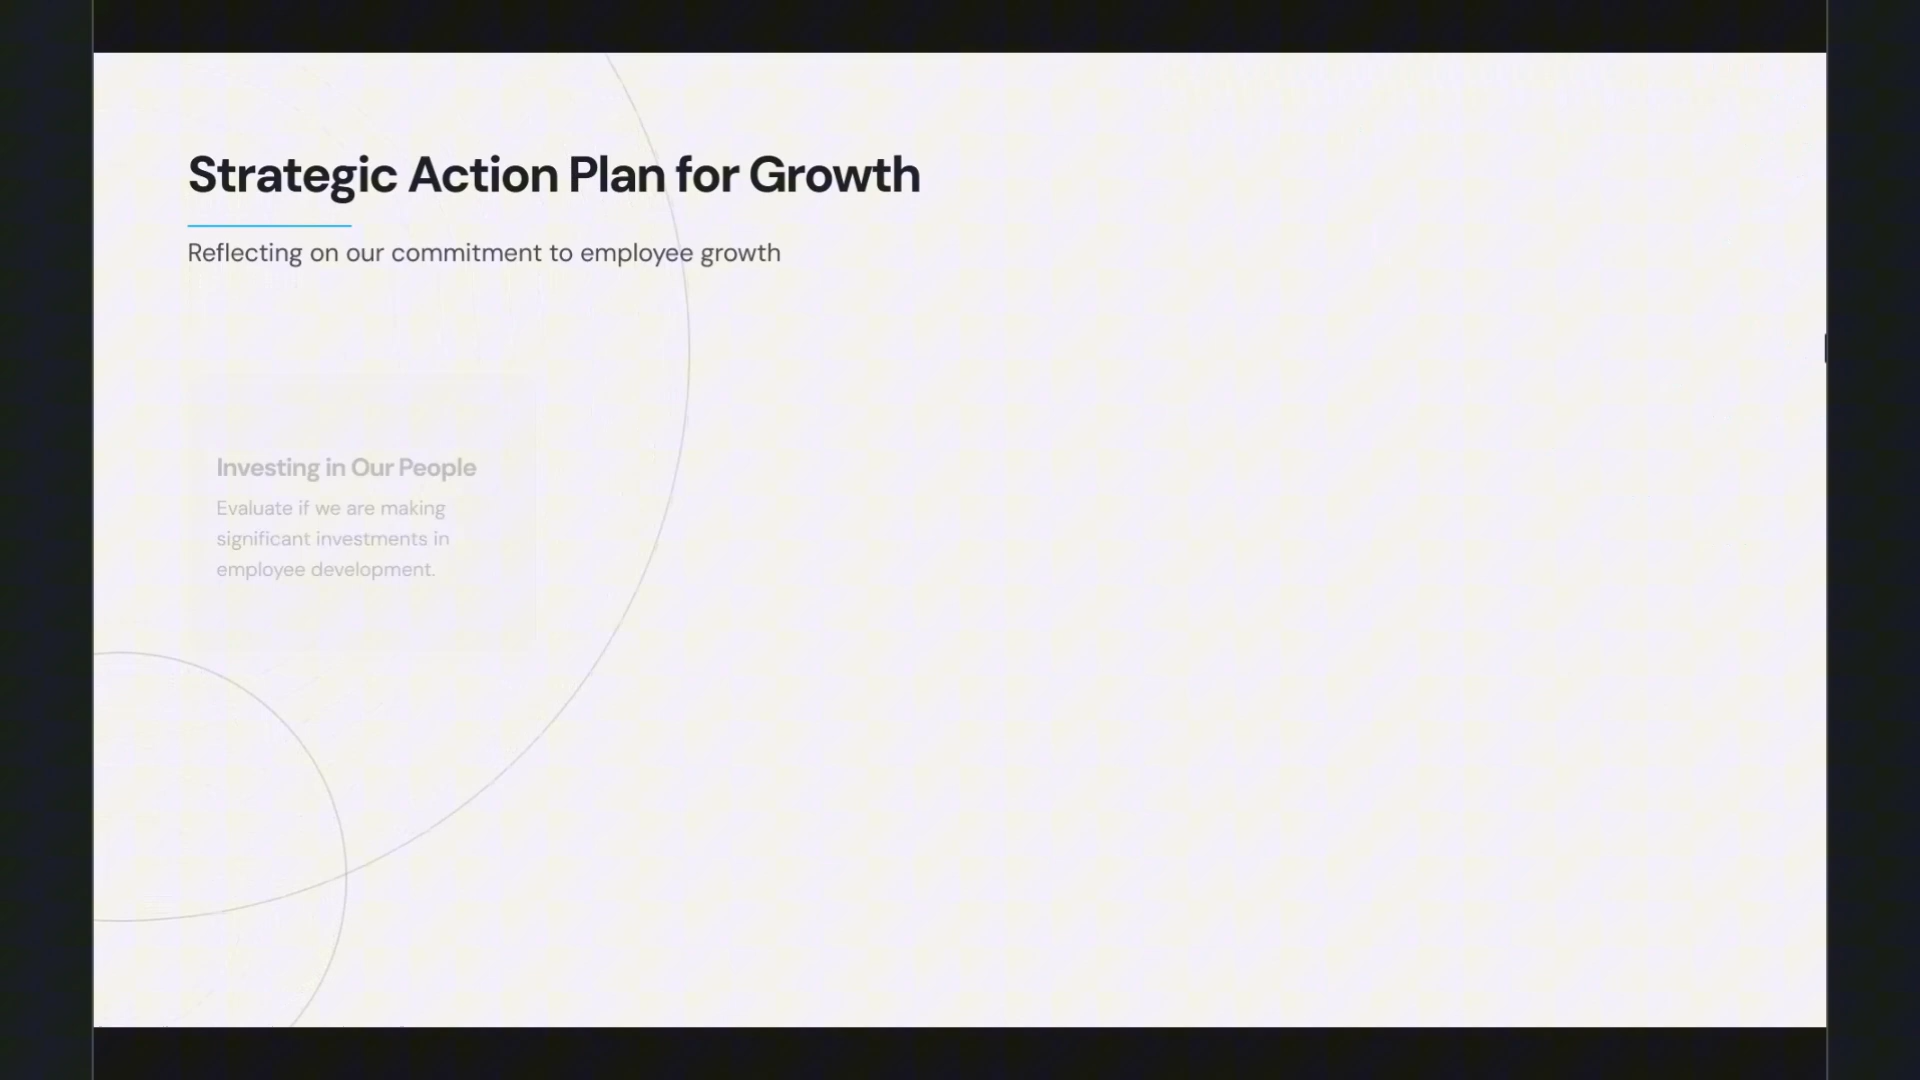 Strategic Action Plan for Growth
Reflecting on our commitment to employee growth
Investing in Our People
Evaluate if we are making
significant investments in
employee development.